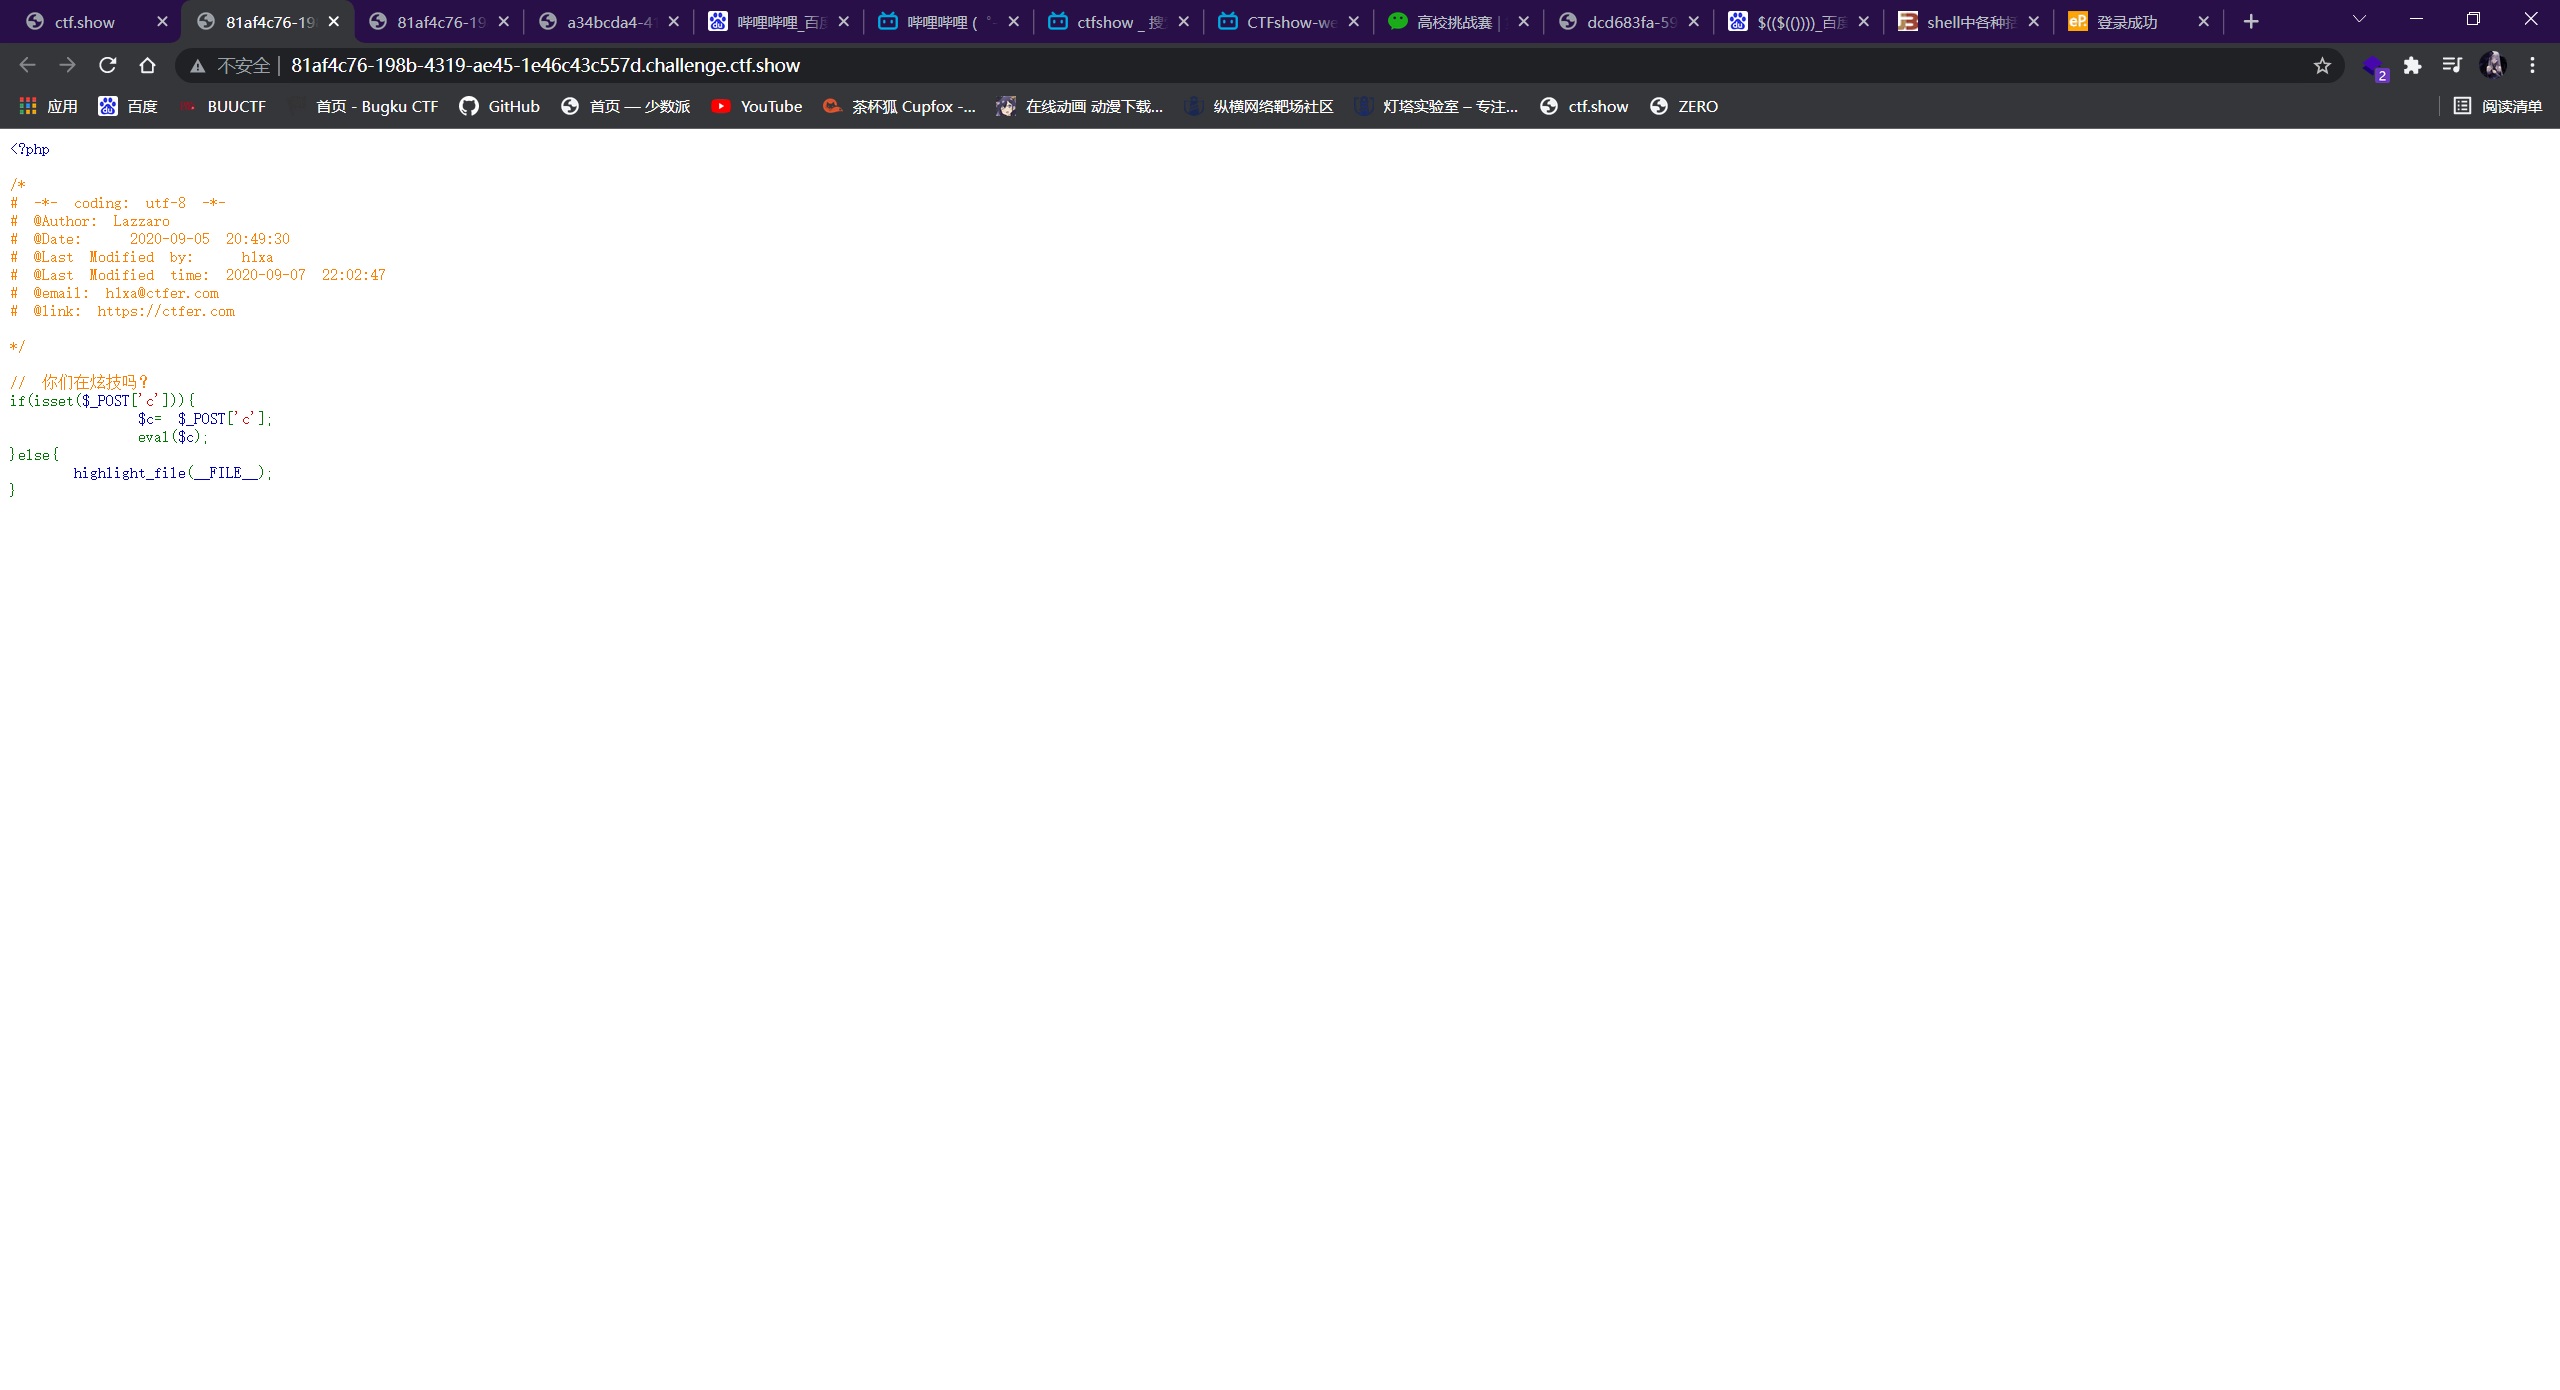 ctf.show 81af4c76-19 81af4c76-19 a34bcda4-41 哔哩哔哩_百度 哔哩哔哩 ( ゜- ctfshow _ 搜 CTFshow-we 高校挑战赛 | dcd683fa-59 $(($(())))_百度 shell中各种括 登录成功
不安全 | 81af4c76-198b-4319-ae45-1e46c43c557d.challenge.ctf.show 2
应用 百度 BUUCTF 首页 - Bugku CTF GitHub 首页 — 少数派 YouTube 茶杯狐 Cupfox -... 在线动画 动漫下载... 纵横网络靶场社区 灯塔实验室 – 专注... ctf.show ZERO 阅读清单
<?php
/*
# -*- coding: utf-8 -*-
# @Author: Lazzaro
# @Date: 2020-09-05 20:49:30
# @Last Modified by: h1xa
# @Last Modified time: 2020-09-07 22:02:47
# @email: h1xa@ctfer.com
# @link: https://ctfer.com
*/
// 你们在炫技吗？
if(isset($_POST['c'])){
$c= $_POST['c'];
eval($c);
}else{
highlight_file(__FILE__);
}